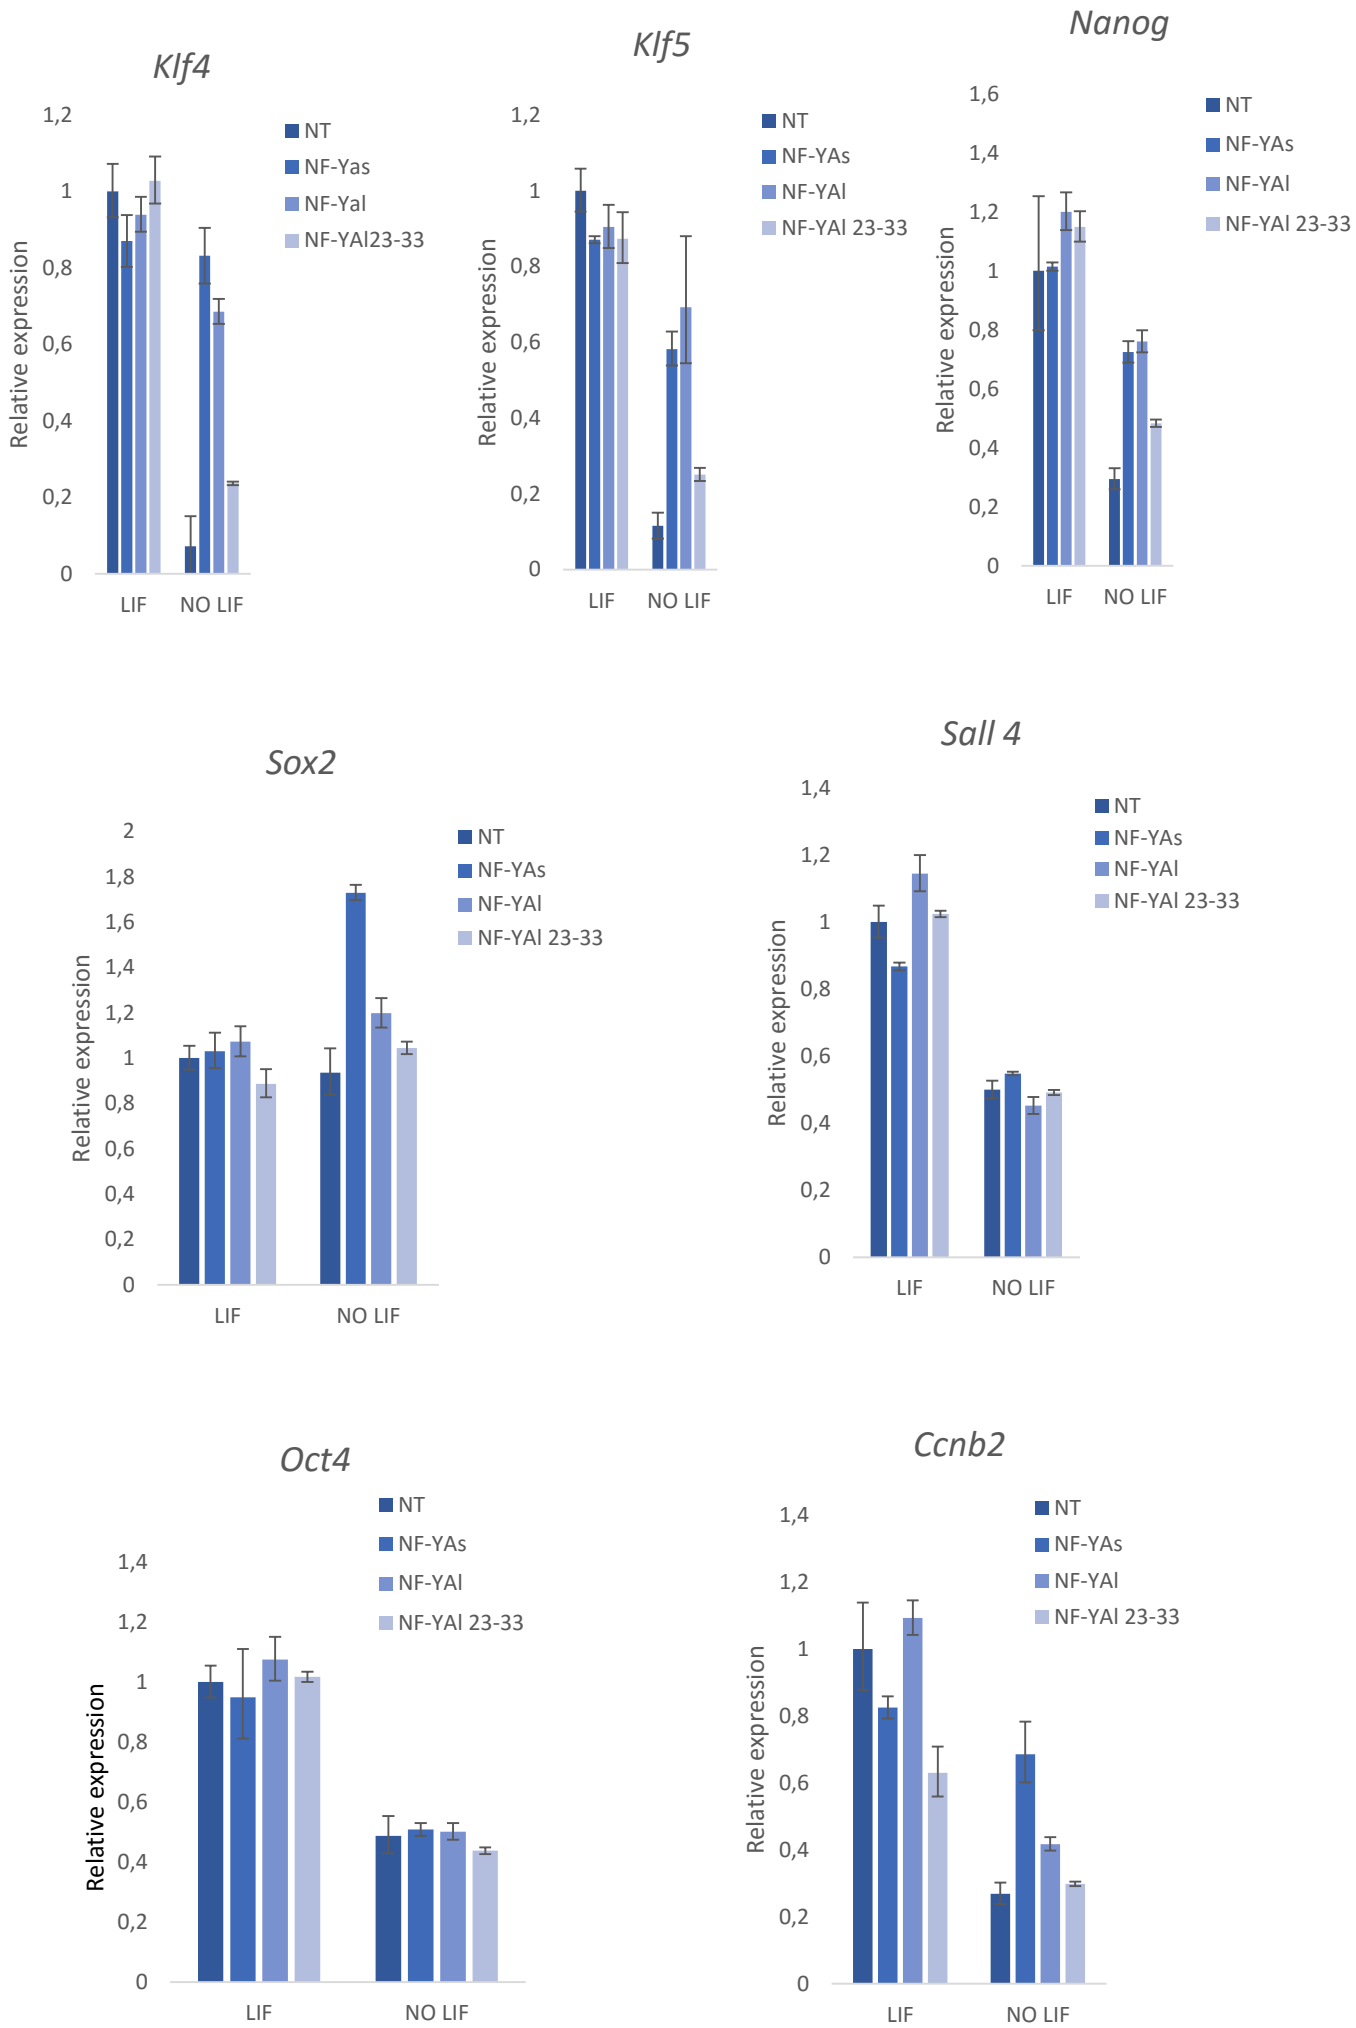 Klf4
1,2
1
0,8
0,6
0,4
0,2
0
Relative expression
LIF
NO LIF
NT
NF-Yas
NF-Yal
NF-YAl23-33
Klf5
1,2
1
0,8
0,6
0,4
0,2
0
Relative expression
LIF
NO LIF
NT
NF-YAs
NF-YAl
NF-YAl 23-33
Nanog
1,6
1,4
1,2
1
0,8
0,6
0,4
0,2
0
Relative expression
LIF
NO LIF
NT
NF-YAs
NF-YAl
NF-YAl 23-33
Sox2
2
1,8
1,6
1,4
1,2
1
0,8
0,6
0,4
0,2
0
Relative expression
LIF
NO LIF
NT
NF-YAs
NF-YAl
NF-YAl 23-33
Sall 4
1,4
1,2
1
0,8
0,6
0,4
0,2
0
Relative expression
LIF
NO LIF
NT
NF-YAs
NF-YAl
NF-YAl 23-33
Oct4
1,4
1,2
1
0,8
0,6
0,4
0,2
0
Relative expression
LIF
NO LIF
NT
NF-YAs
NF-YAl
NF-YAl 23-33
Ccnb2
1,4
1,2
1
0,8
0,6
0,4
0,2
0
Relative expression
LIF
NO LIF
NT
NF-YAs
NF-YAl
NF-YAl 23-33